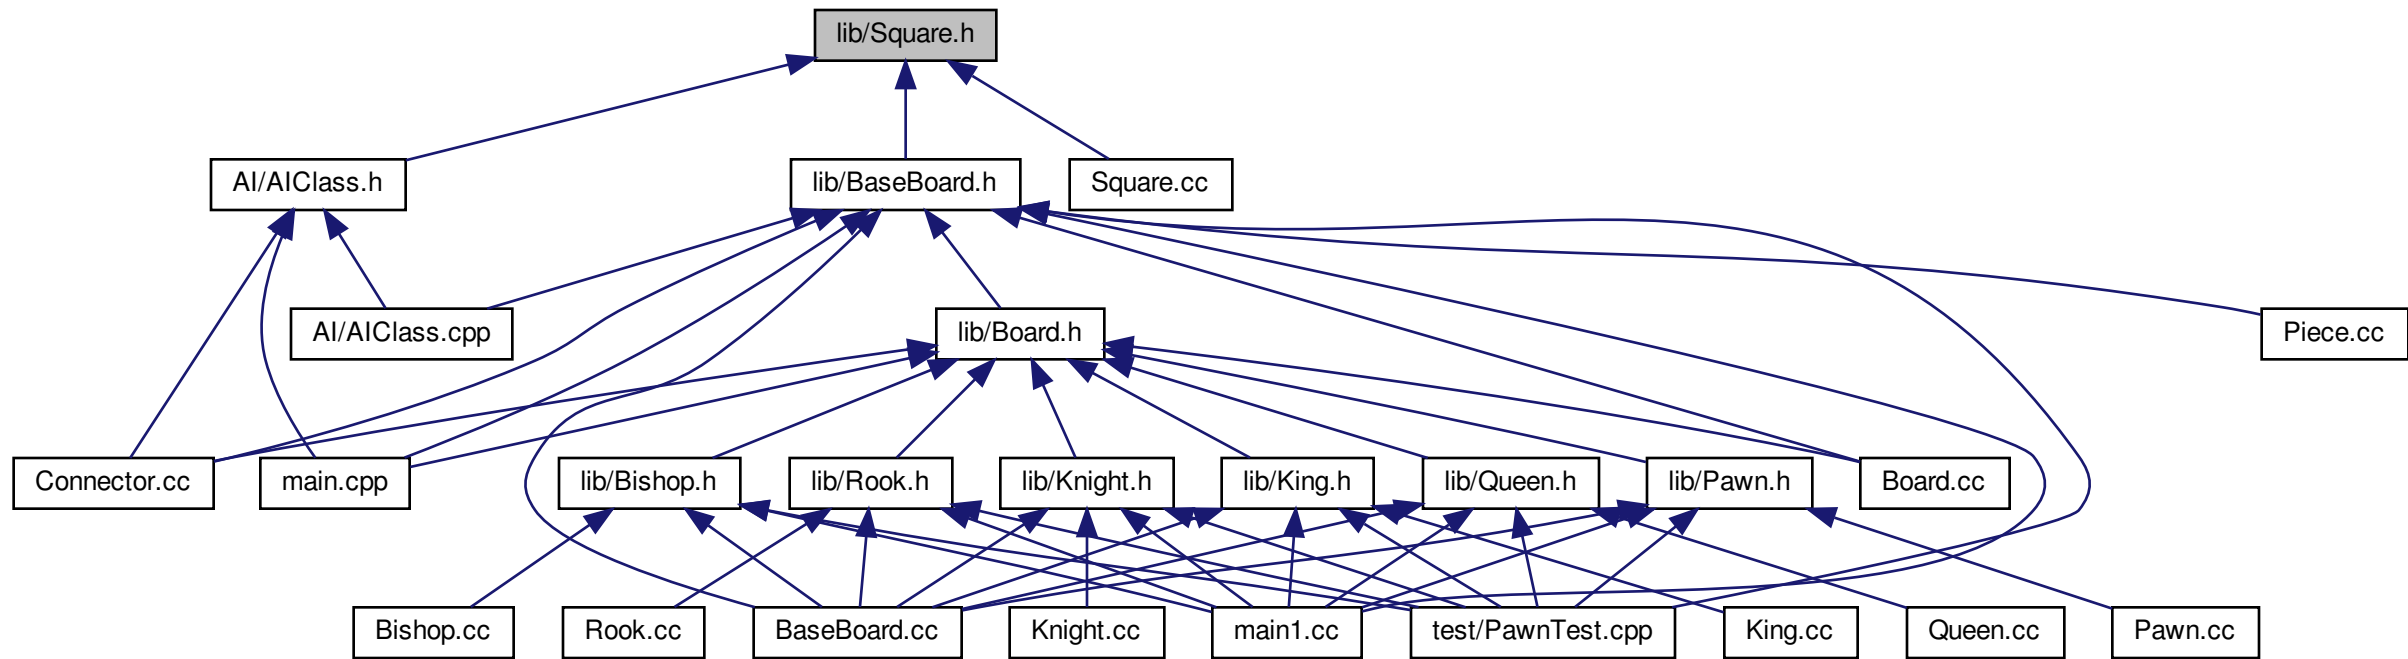 lib/Square.h
AI/AIClass.h
lib/BaseBoard.h
Square.cc
AI/AIClass.cpp
lib/Board.h
Piece.cc
Connector.cc
main.cpp
lib/Bishop.h
lib/Rook.h
lib/Knight.h
lib/King.h
lib/Queen.h
lib/Pawn.h
Board.cc
Bishop.cc
Rook.cc
BaseBoard.cc
Knight.cc
main1.cc
test/PawnTest.cpp
King.cc
Queen.cc
Pawn.cc